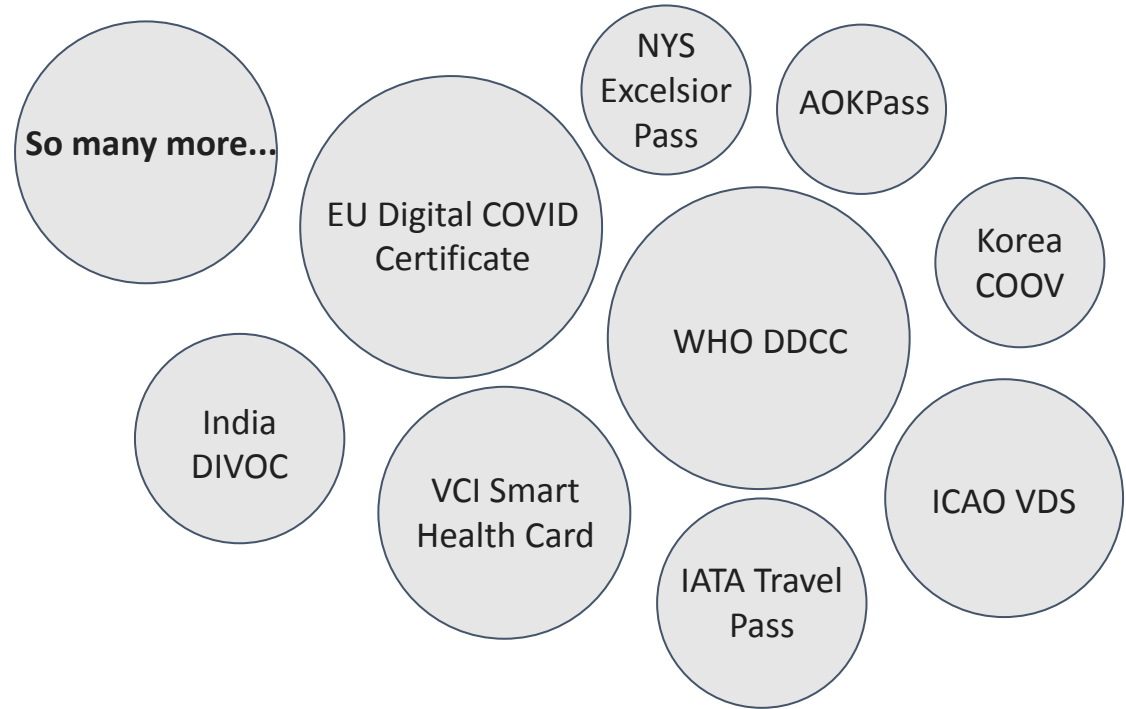 So many more...
EU Digital COVID
Certificate
NYS
Excelsior
Pass
AOKPass
Korea
COOV
WHO DDCC
India
DIVOC
VCI Smart
Health Card
ICAO VDS
IATA Travel
Pass